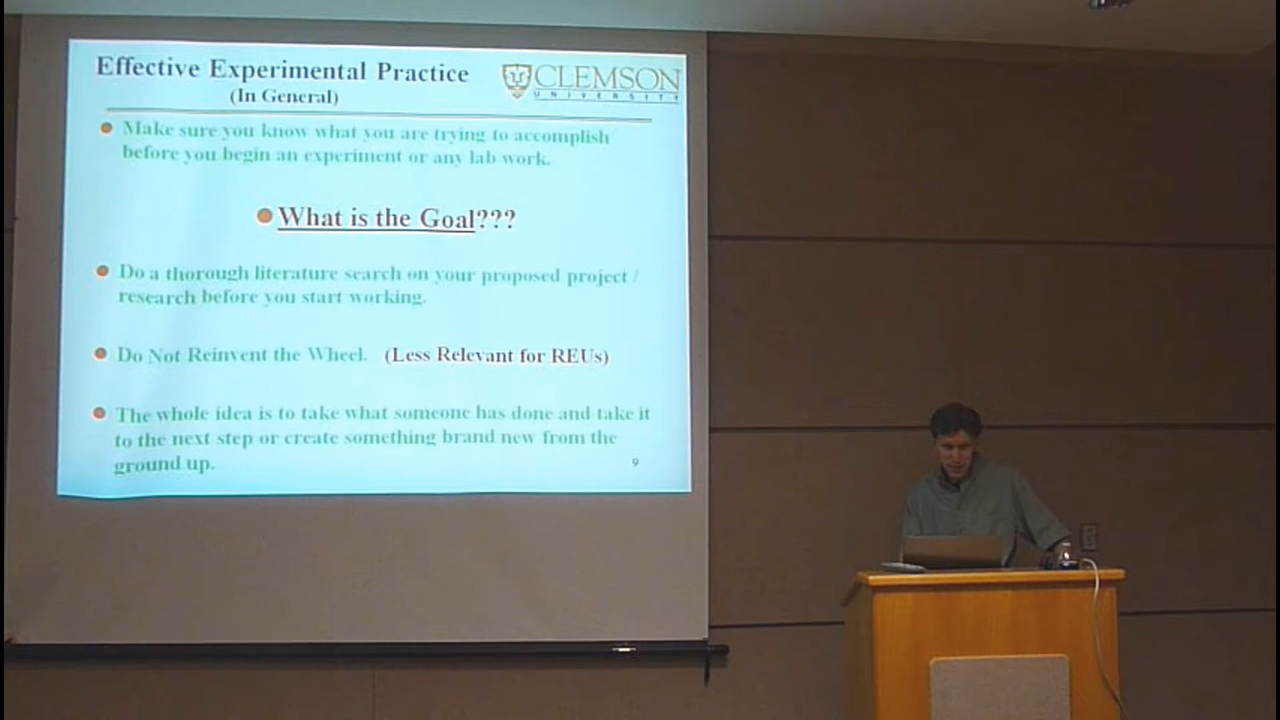 Effective Experimental Practice
(In General)
CLEMSON
UNIVERSITY
Make sure you know what you are trying to accomplish
before you begin an experiment or any lab work.
What is the Goal???
Do a thorough literature search on your proposed project /
research before you start working.
Do Not Reinvent the Wheel. (Less Relevant for REUs)
The whole idea is to take what someone has done and take it
to the next step or create something brand new from the
ground up.
9